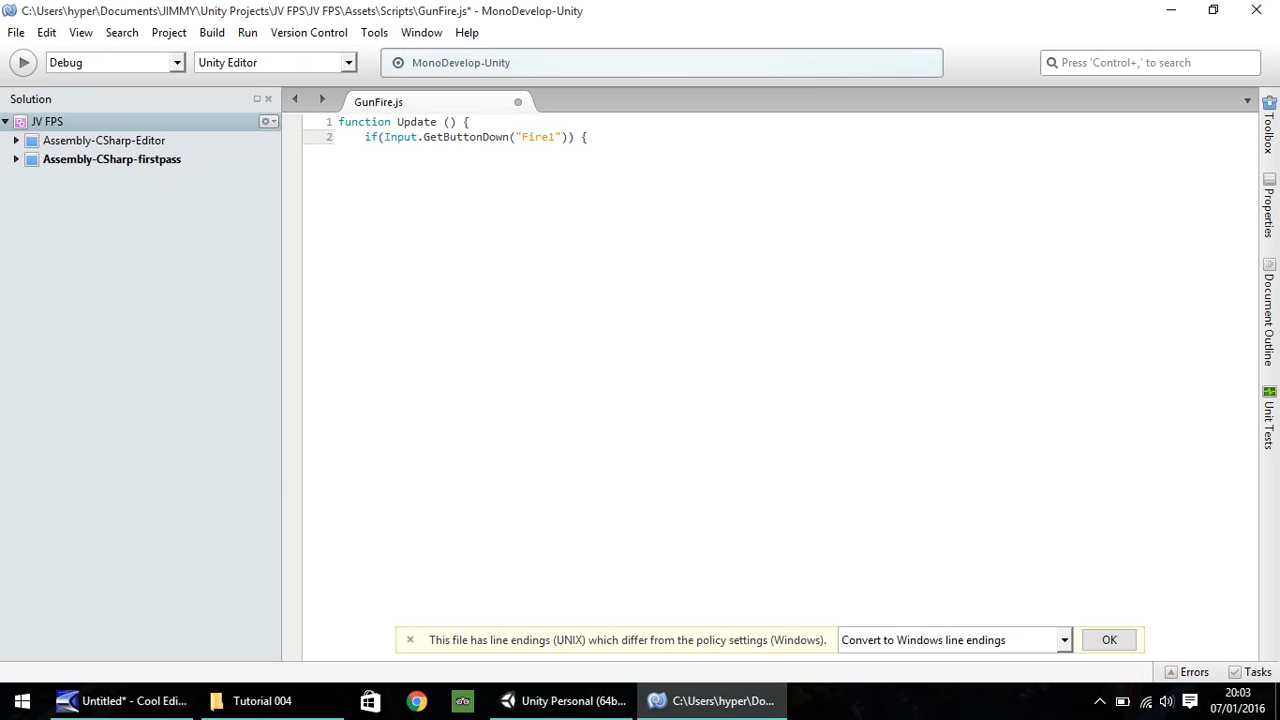 C:\Users\hyper\Documents\JIMMY\Unity Projects\JV FPS\JV FPS\Assets\Scripts\GunFire.js* - MonoDevelop-Unity
File Edit View Search Project Build Run Version Control Tools Window Help
Debug Unity Editor MonoDevelop-Unity Press 'Control+,' to search
Solution
GunFire.js
JV FPS
Assembly-CSharp-Editor
Assembly-CSharp-firstpass
1 function Update () {
2 if(Input.GetButtonDown("Fire1")) {
Toolbox
Properties
Document Outline
Unit Tests
This file has line endings (UNIX) which differ from the policy settings (Windows). Convert to Windows line endings OK
Errors Tasks
Untitled* - Cool Edi... Tutorial 004 Unity Personal (64b... C:\Users\hyper\Do...
20:03
07/01/2016